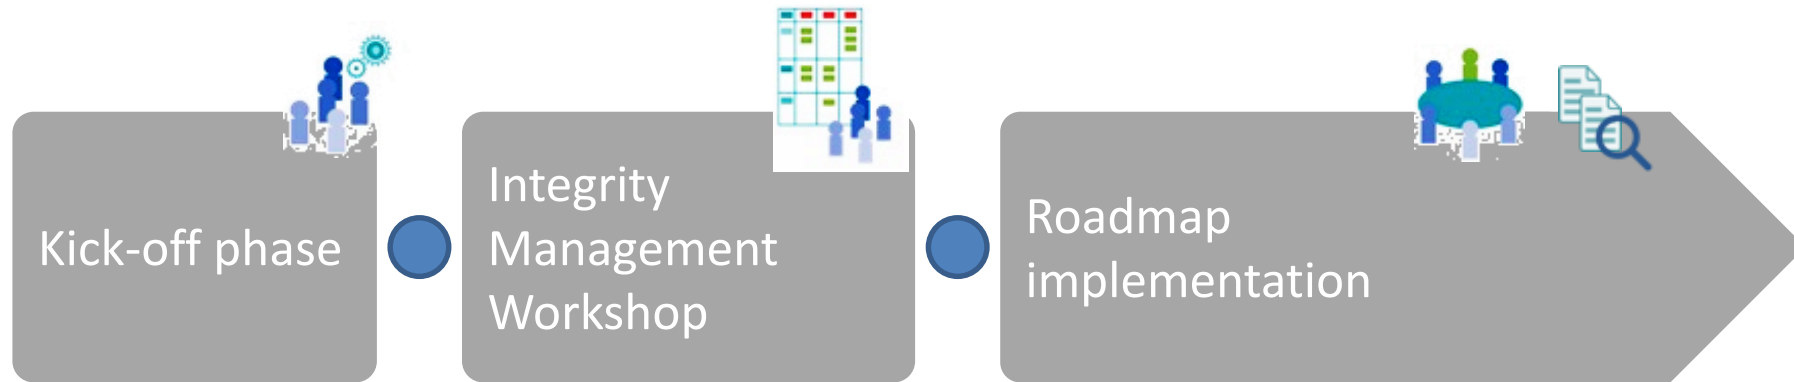 Kick-off phase
Integrity
Management
Workshop
Roadmap
implementation